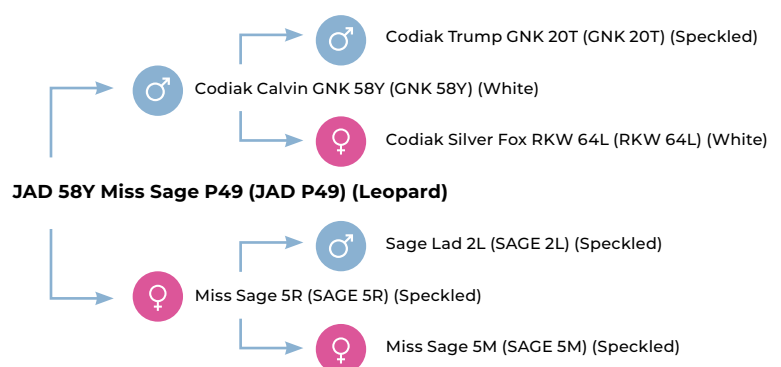 Codiak Trump GNK 20T (GNK 20T) (Speckled)
Codiak Calvin GNK 58Y (GNK 58Y) (White)
Codiak Silver Fox RKW 64L (RKW 64L) (White)
JAD 58Y Miss Sage P49 (JAD P49) (Leopard)
Sage Lad 2L (SAGE 2L) (Speckled)
Miss Sage 5R (SAGE 5R) (Speckled)
Miss Sage 5M (SAGE 5M) (Speckled)